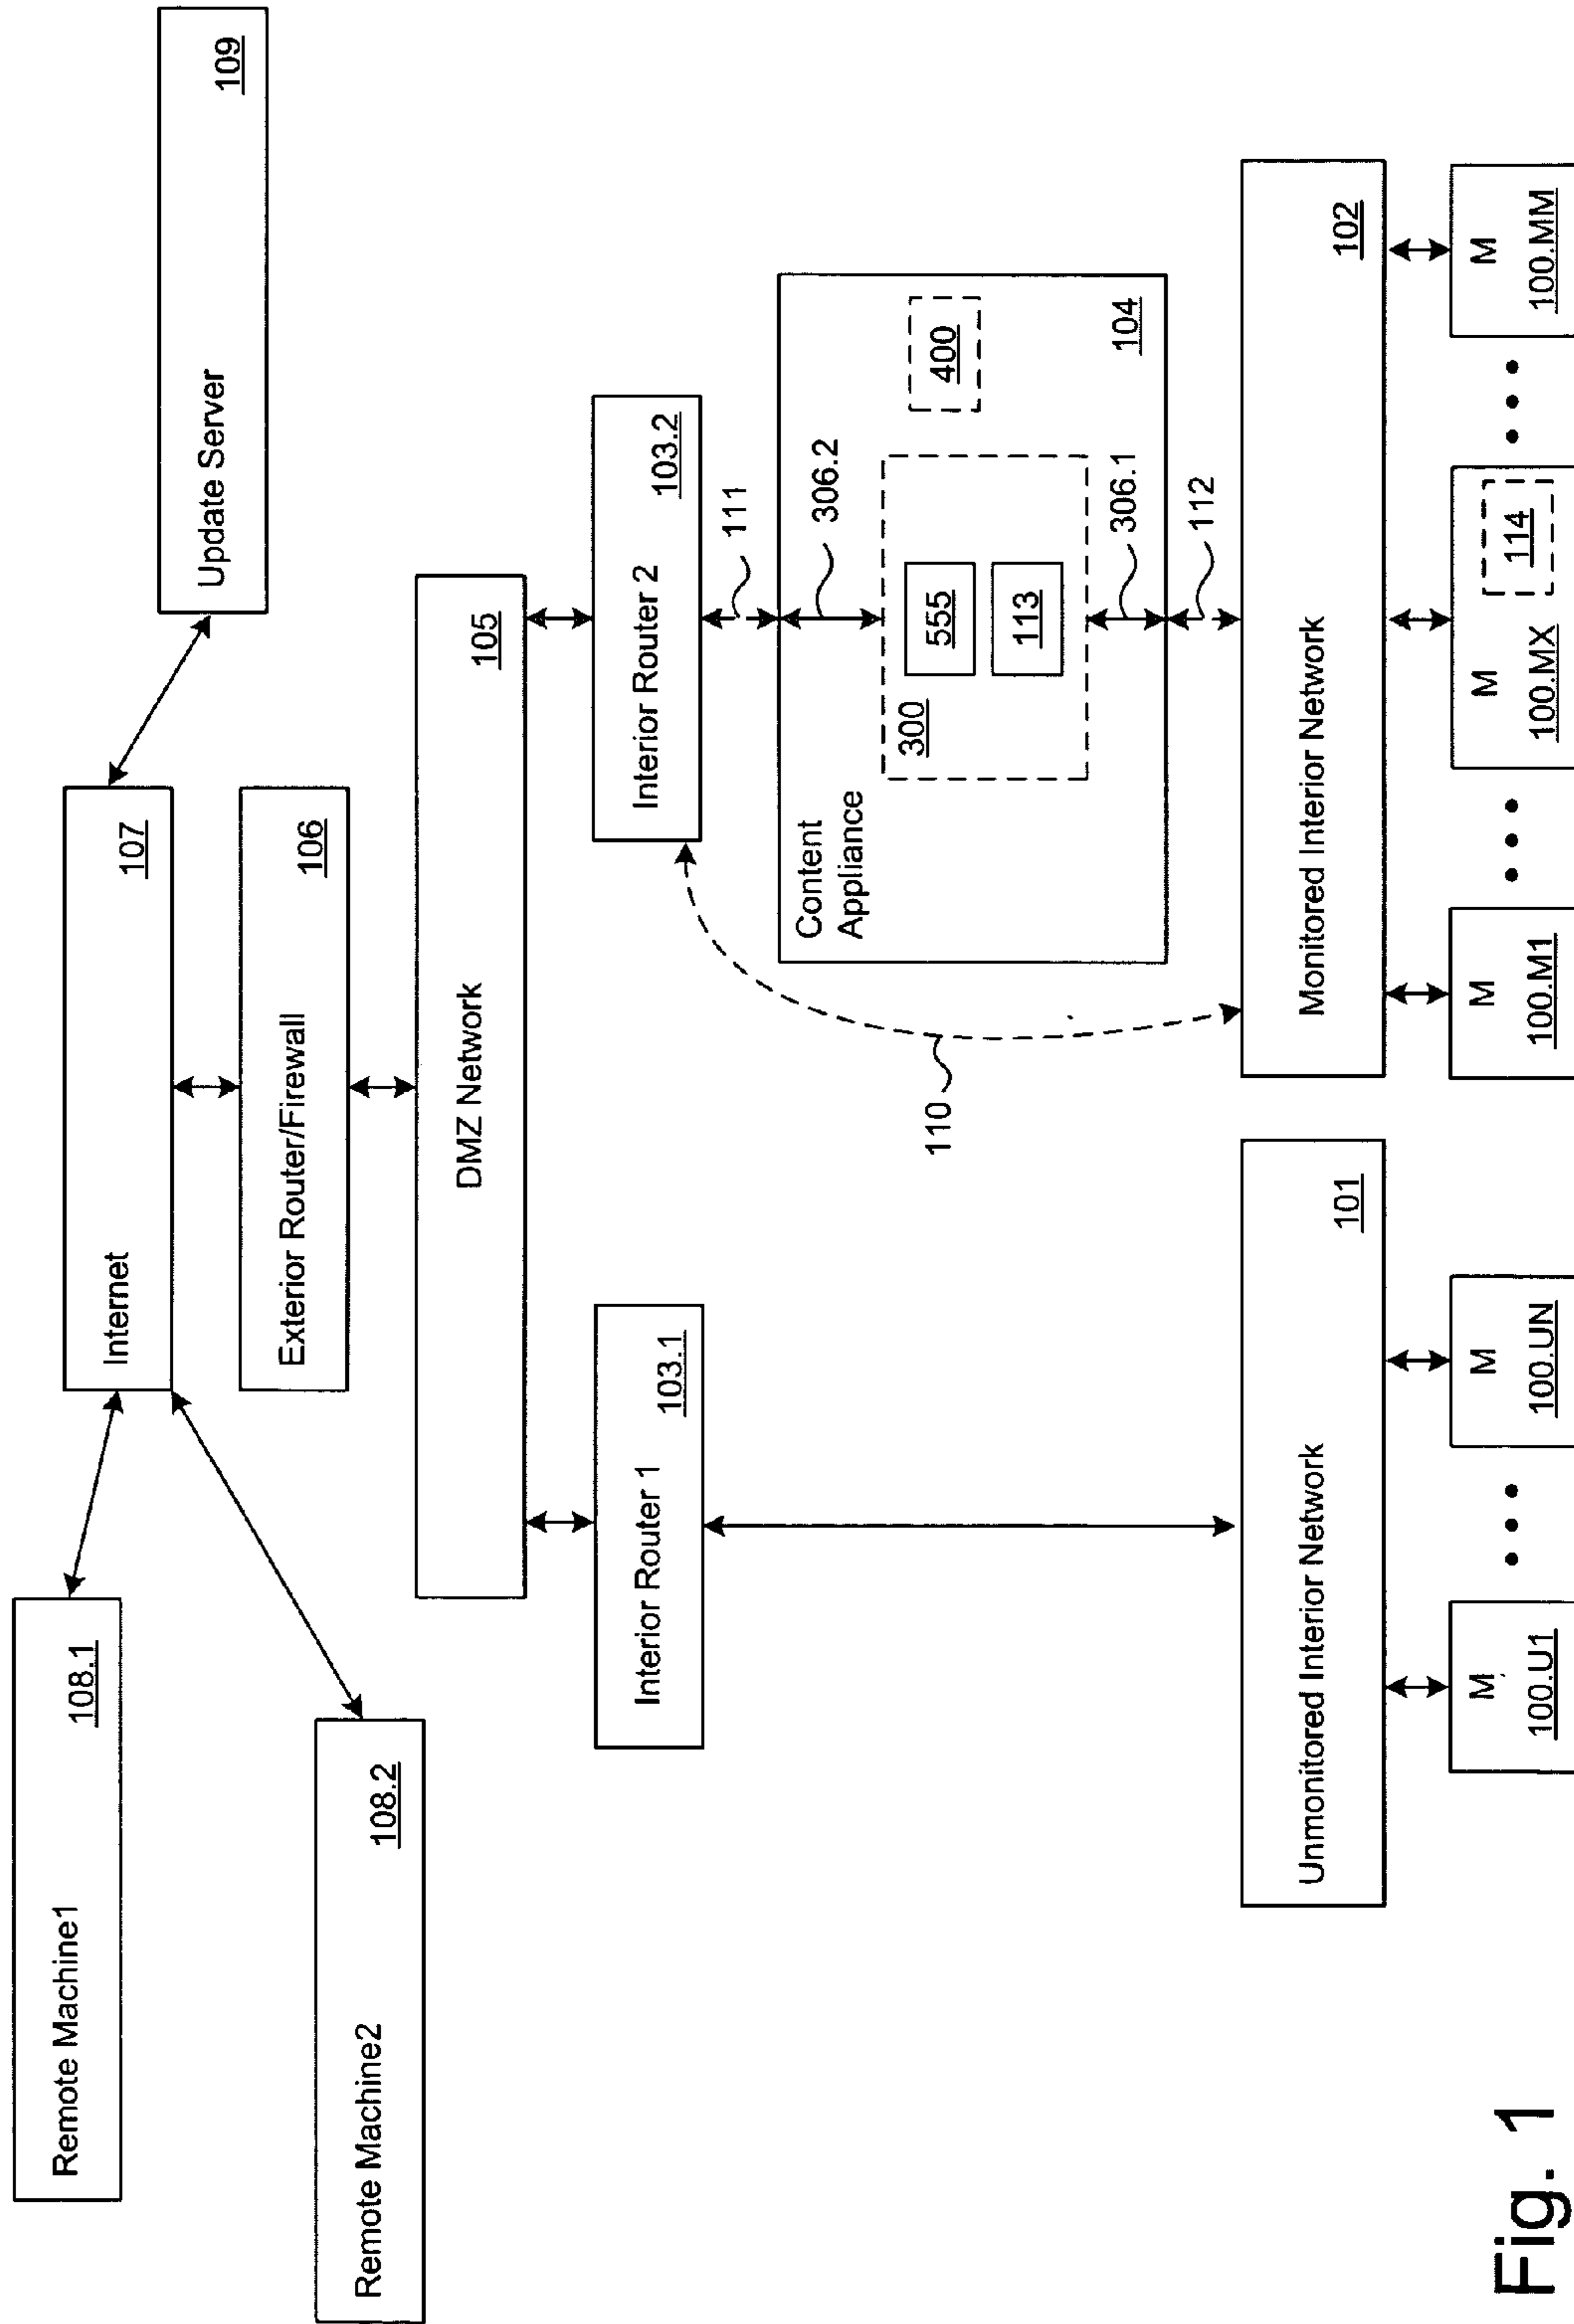 Remote Machine1
108.1
Internet
107
Update Server
109
Remote Machine2
108.2
Exterior Router/Firewall
106
DMZ Network
105
Interior Router 1
103.1
Interior Router 2
103.2
111
110
Content
Appliance
306.2
300
555
113
400
306.1
104
112
Unmonitored Interior Network
101
Monitored Interior Network
102
M
100.U1
M
100.UN
M
100.M1
M
100.MX
114
M
100.MM
Fig. 1